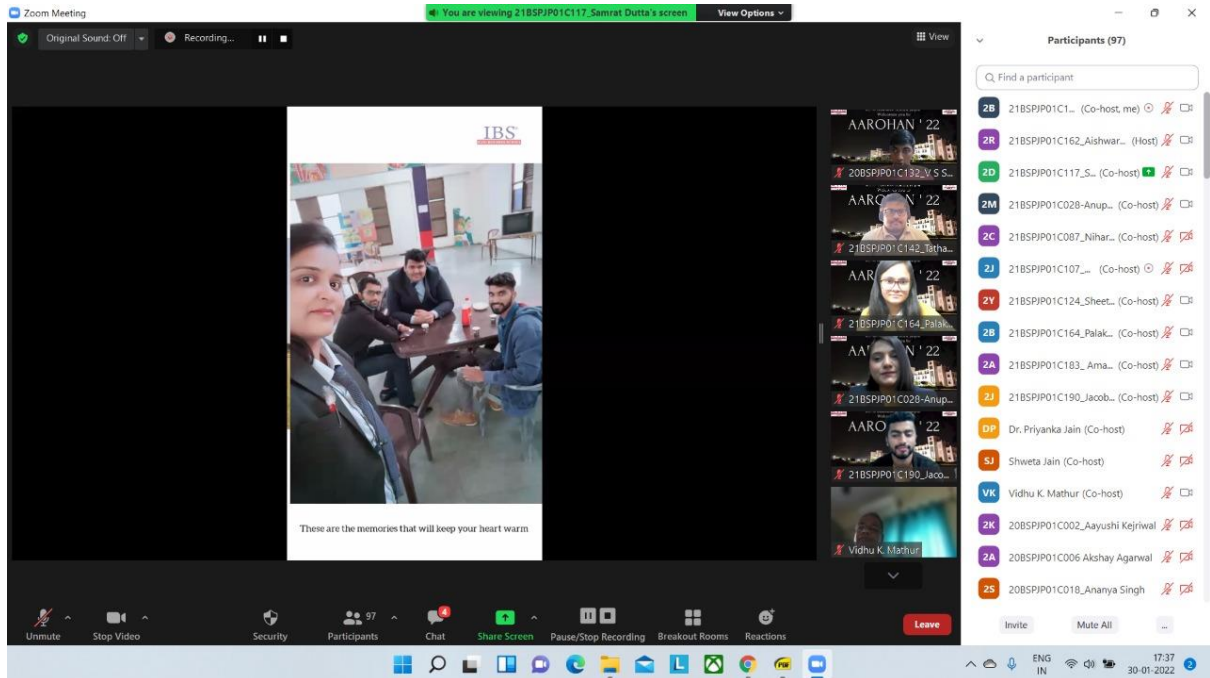 Zoom Meeting
You are viewing 21BSPJP01C117_Samrat Dutta's screen
View Options
Original Sound: Off
Recording...
View
IBS
These are the memories that will keep your heart warm
AAROHAN ' 22
20BSPJP01C132_V S S...
21BSPJP01C142_Tatha...
21BSPJP01C164_Palak...
21BSPJP01C028-Anup...
21BSPJP01C190_Jaco...
Vidhu K. Mathur
Participants (97)
Find a participant
2B 21BSPJP01C1... (Co-host, me)
2R 21BSPJP01C162_Aishwar... (Host)
2D 21BSPJP01C117_S... (Co-host)
2M 21BSPJP01C028-Anup... (Co-host)
2C 21BSPJP01C087_Nihar... (Co-host)
2J 21BSPJP01C107_... (Co-host)
2Y 21BSPJP01C124_Sheet... (Co-host)
2B 21BSPJP01C164_Palak... (Co-host)
2A 21BSPJP01C183_ Ama... (Co-host)
2J 21BSPJP01C190_Jacob... (Co-host)
DP Dr. Priyanka Jain (Co-host)
SJ Shweta Jain (Co-host)
VK Vidhu K. Mathur (Co-host)
2K 20BSPJP01C002_Aayushi Kejriwal
2A 20BSPJP01C006 Akshay Agarwal
2S 20BSPJP01C018_Ananya Singh
Invite Mute All ...
Unmute Stop Video Security Participants 97 Chat 4 Share Screen Pause/Stop Recording Breakout Rooms Reactions Leave
ENG
IN
17:37
30-01-2022
2